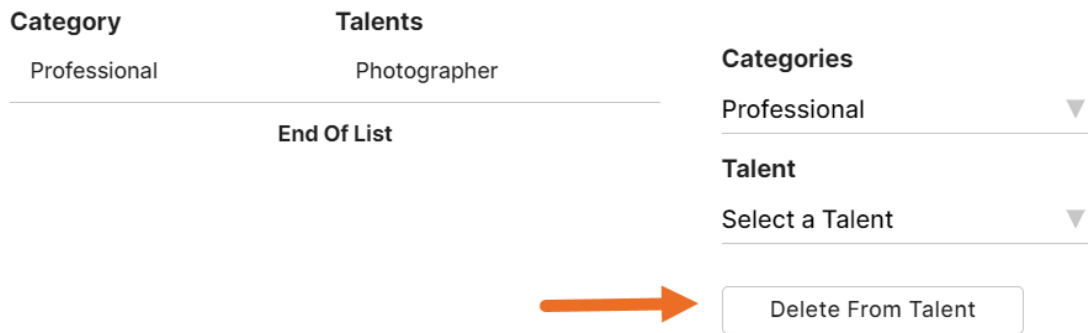 Category Talents
Professional Photographer
End Of List
Categories
Professional
Talent
Select a Talent
Delete From Talent